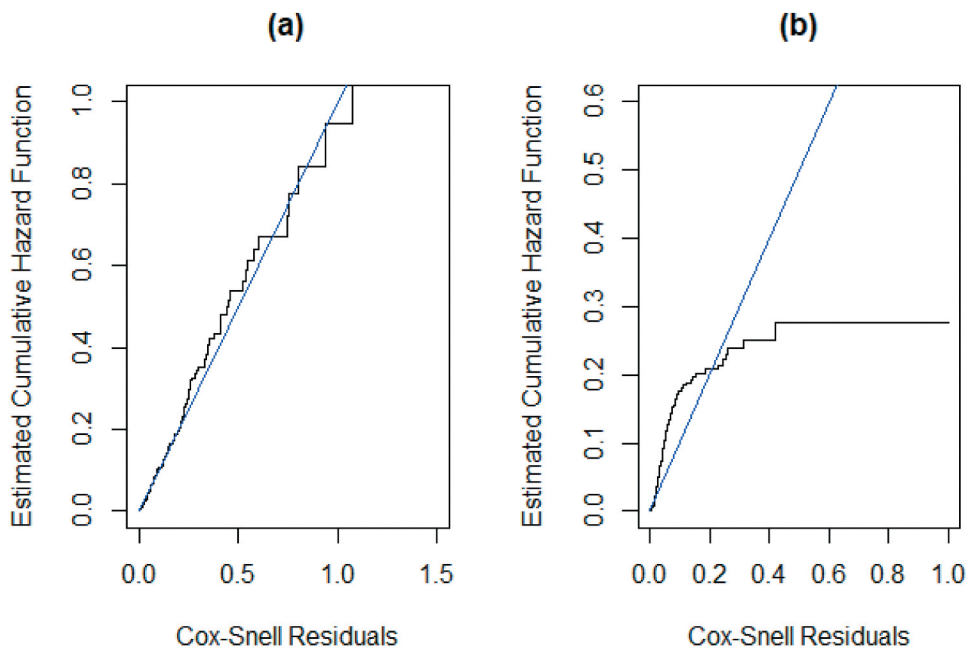 (a)
Estimated Cumulative Hazard Function
1.0
0.8
0.6
0.4
0.2
0.0
0.0 0.5 1.0 1.5
Cox-Snell Residuals
(b)
Estimated Cumulative Hazard Function
0.6
0.5
0.4
0.3
0.2
0.1
0.0
0.0 0.2 0.4 0.6 0.8 1.0
Cox-Snell Residuals